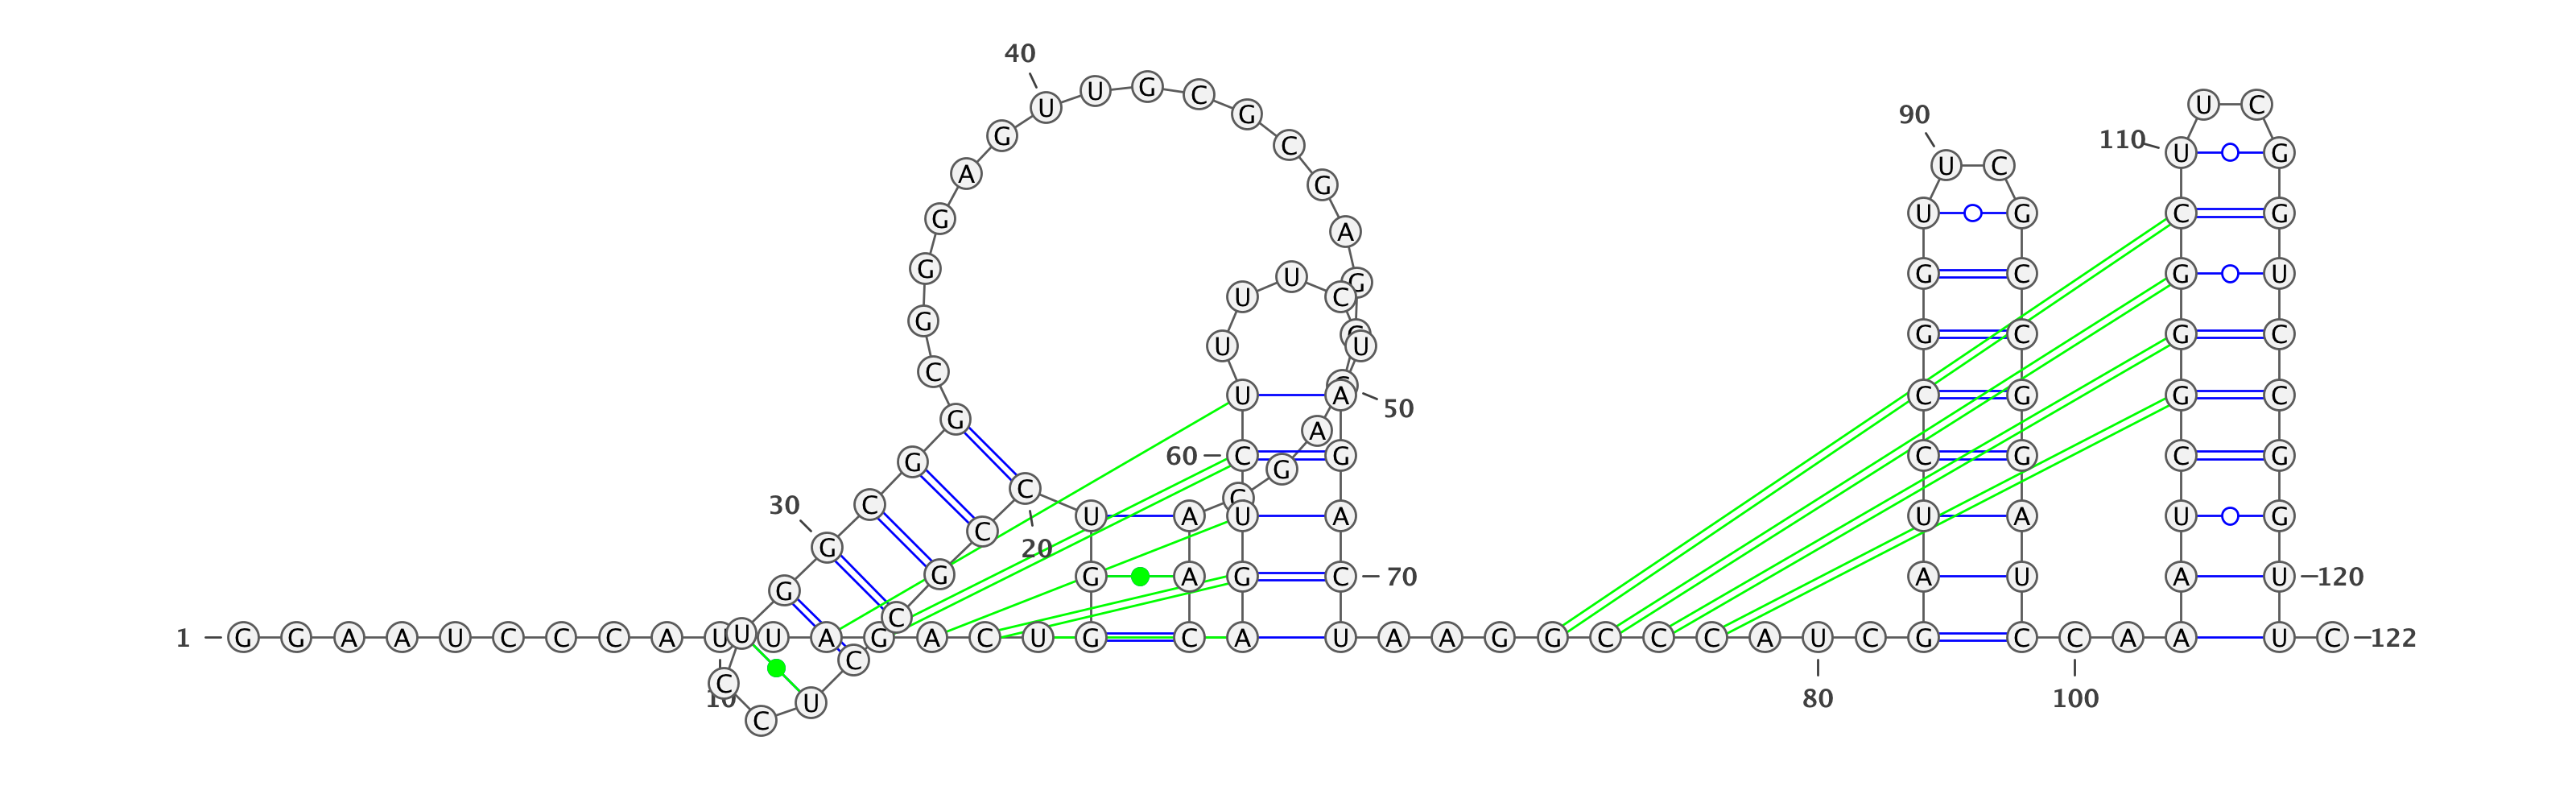 1 G G A A U C C C A U
10
U A G A C U G G U C
20
C G C C U C C U G G
30
C G G C G G G A G U
40
U G C G C G A G G G
50
A G C A A C A G U C
60
U U U U C U A G A C
70
U A A G G C C C A U
80
C G A U C C G G U U
90
C G C C G G A U C C
100
A A A U C G G G C U
110
U C G G U C C G G U
120
U C
122